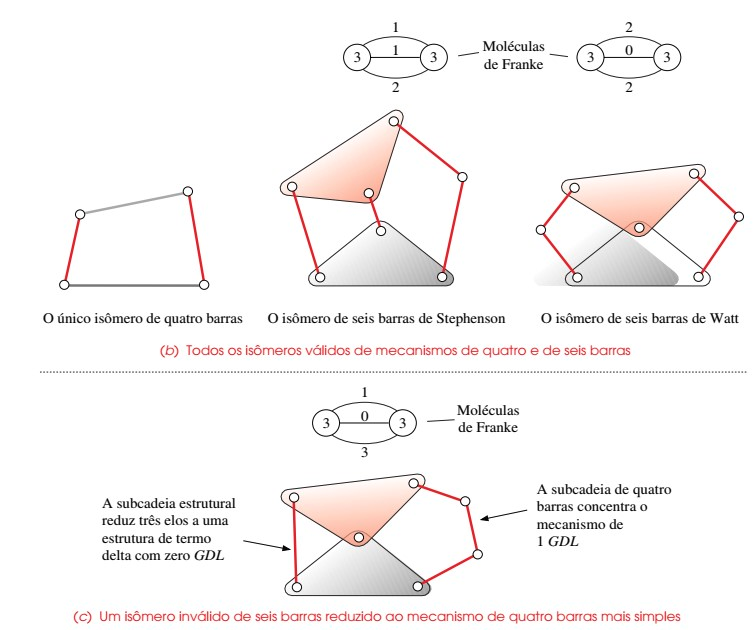 1
3 1 3
2
Moléculas
de Franke
2
3 0 3
2
O único isômero de quatro barras
O isômero de seis barras de Stephenson
O isômero de seis barras de Watt
(b) Todos os isômeros válidos de mecanismos de quatro e de seis barras
1
3 0 3
3
Moléculas
de Franke
A subcadeia estrutural
reduz três elos a uma
estrutura de termo
delta com zero GDL
A subcadeia de quatro
barras concentra o
mecanismo de
1 GDL
(c) Um isômero inválido de seis barras reduzido ao mecanismo de quatro barras mais simples